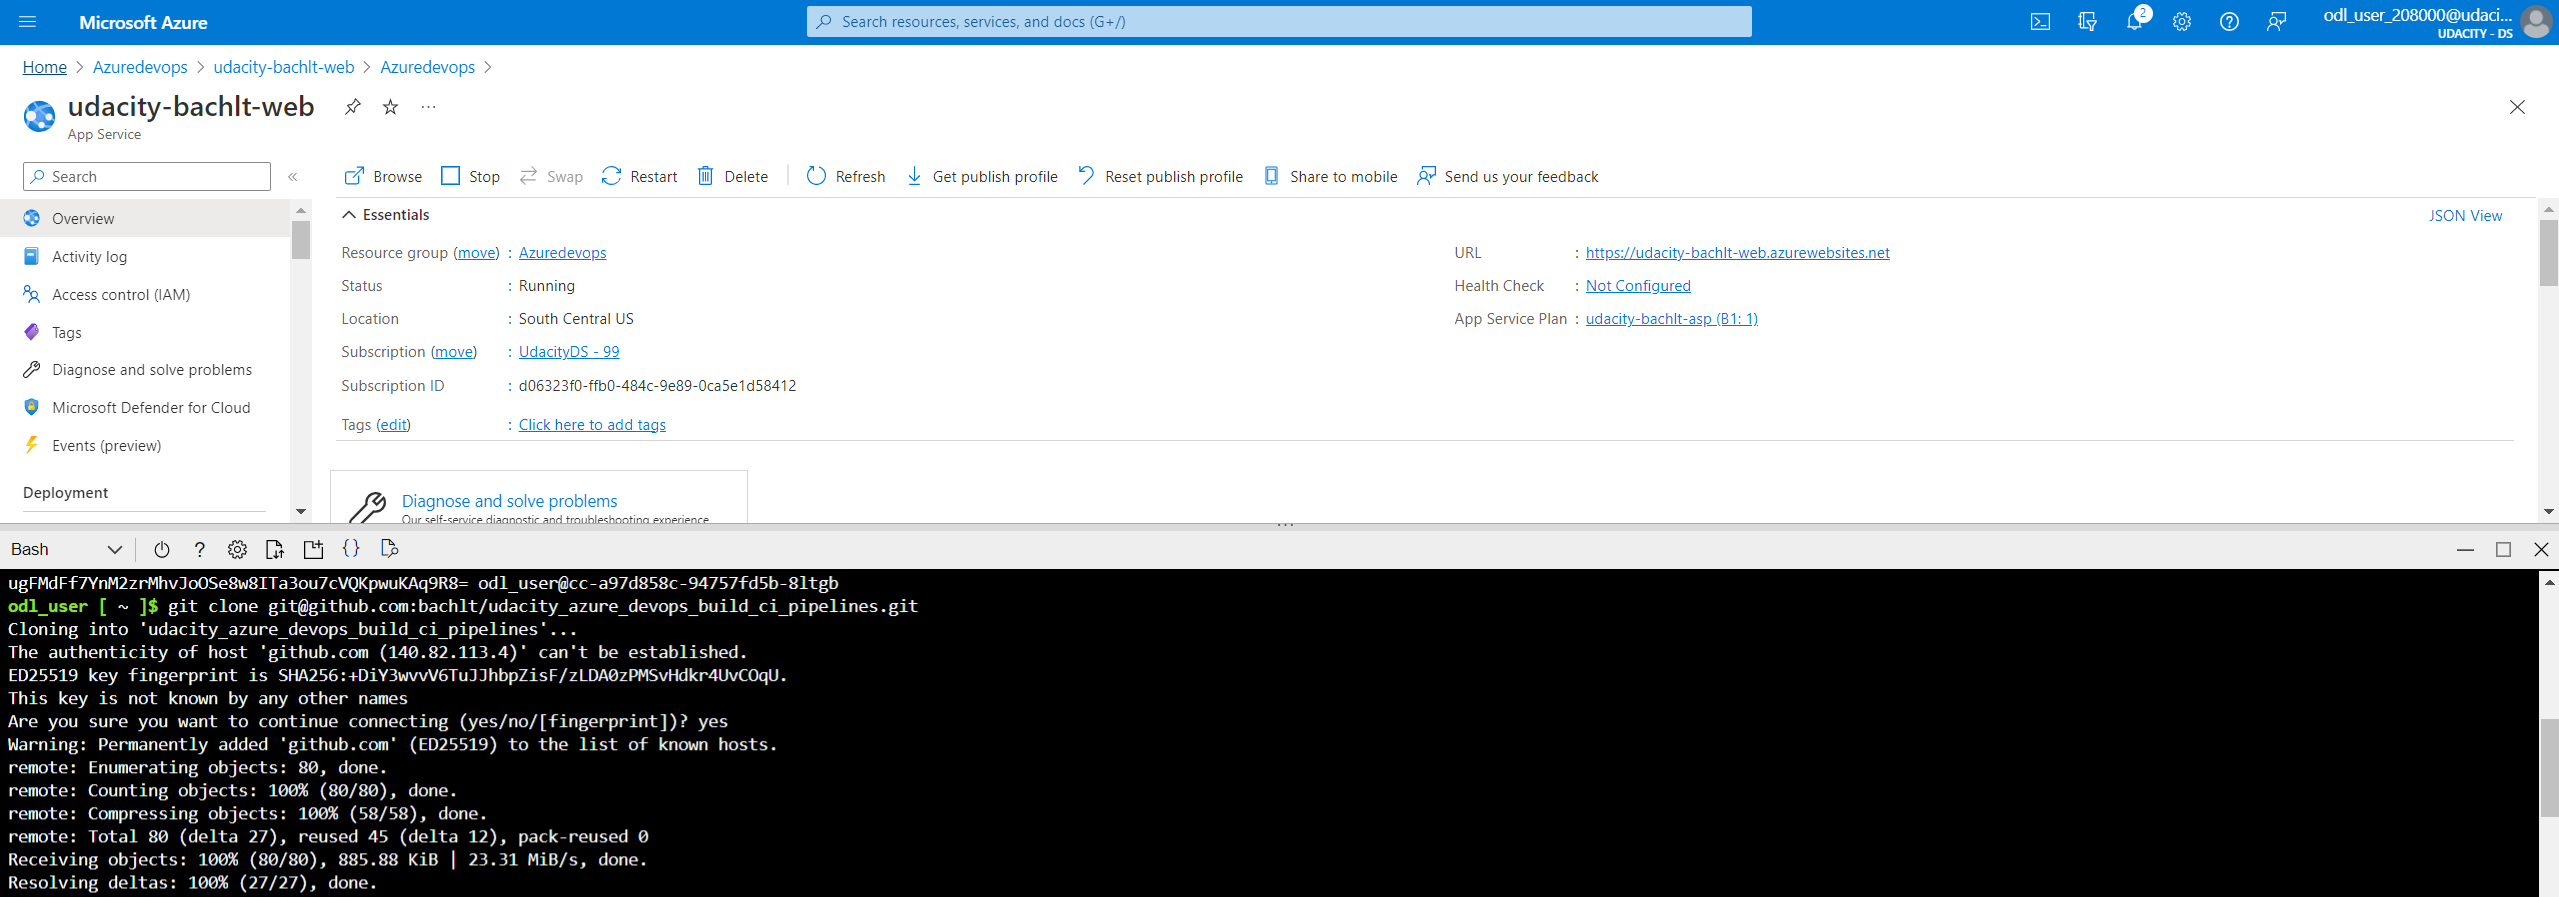 Microsoft Azure
Search resources, services, and docs (G+/)
2
odl_user_208000@udaci...
UDACITY - DS
Home > Azuredevops > udacity-bachlt-web > Azuredevops >
udacity-bachlt-web
App Service
Search
Browse Stop Swap Restart Delete Refresh Get publish profile Reset publish profile Share to mobile Send us your feedback
Overview
Activity log
Access control (IAM)
Tags
Diagnose and solve problems
Microsoft Defender for Cloud
Events (preview)
Deployment
Essentials
JSON View
Resource group (move) : Azuredevops
Status : Running
Location : South Central US
Subscription (move) : UdacityDS - 99
Subscription ID : d06323f0-ffb0-484c-9e89-0ca5e1d58412
Tags (edit) : Click here to add tags
URL : https://udacity-bachlt-web.azurewebsites.net
Health Check : Not Configured
App Service Plan : udacity-bachlt-asp (B1: 1)
Diagnose and solve problems
Our self-service diagnostic and troubleshooting experience
Bash
ugFMdFf7YnM2zrMhvJoOSe8w8ITa3ou7cVQKpwuKAq9R8= odl_user@cc-a97d858c-94757fd5b-8ltgb
odl_user [ ~ ]$ git clone git@github.com:bachlt/udacity_azure_devops_build_ci_pipelines.git
Cloning into 'udacity_azure_devops_build_ci_pipelines'...
The authenticity of host 'github.com (140.82.113.4)' can't be established.
ED25519 key fingerprint is SHA256:+DiY3wvvV6TuJJhbpZisF/zLDA0zPMSvHdkr4UvCOqU.
This key is not known by any other names
Are you sure you want to continue connecting (yes/no/[fingerprint])? yes
Warning: Permanently added 'github.com' (ED25519) to the list of known hosts.
remote: Enumerating objects: 80, done.
remote: Counting objects: 100% (80/80), done.
remote: Compressing objects: 100% (58/58), done.
remote: Total 80 (delta 27), reused 45 (delta 12), pack-reused 0
Receiving objects: 100% (80/80), 885.88 KiB | 23.31 MiB/s, done.
Resolving deltas: 100% (27/27), done.